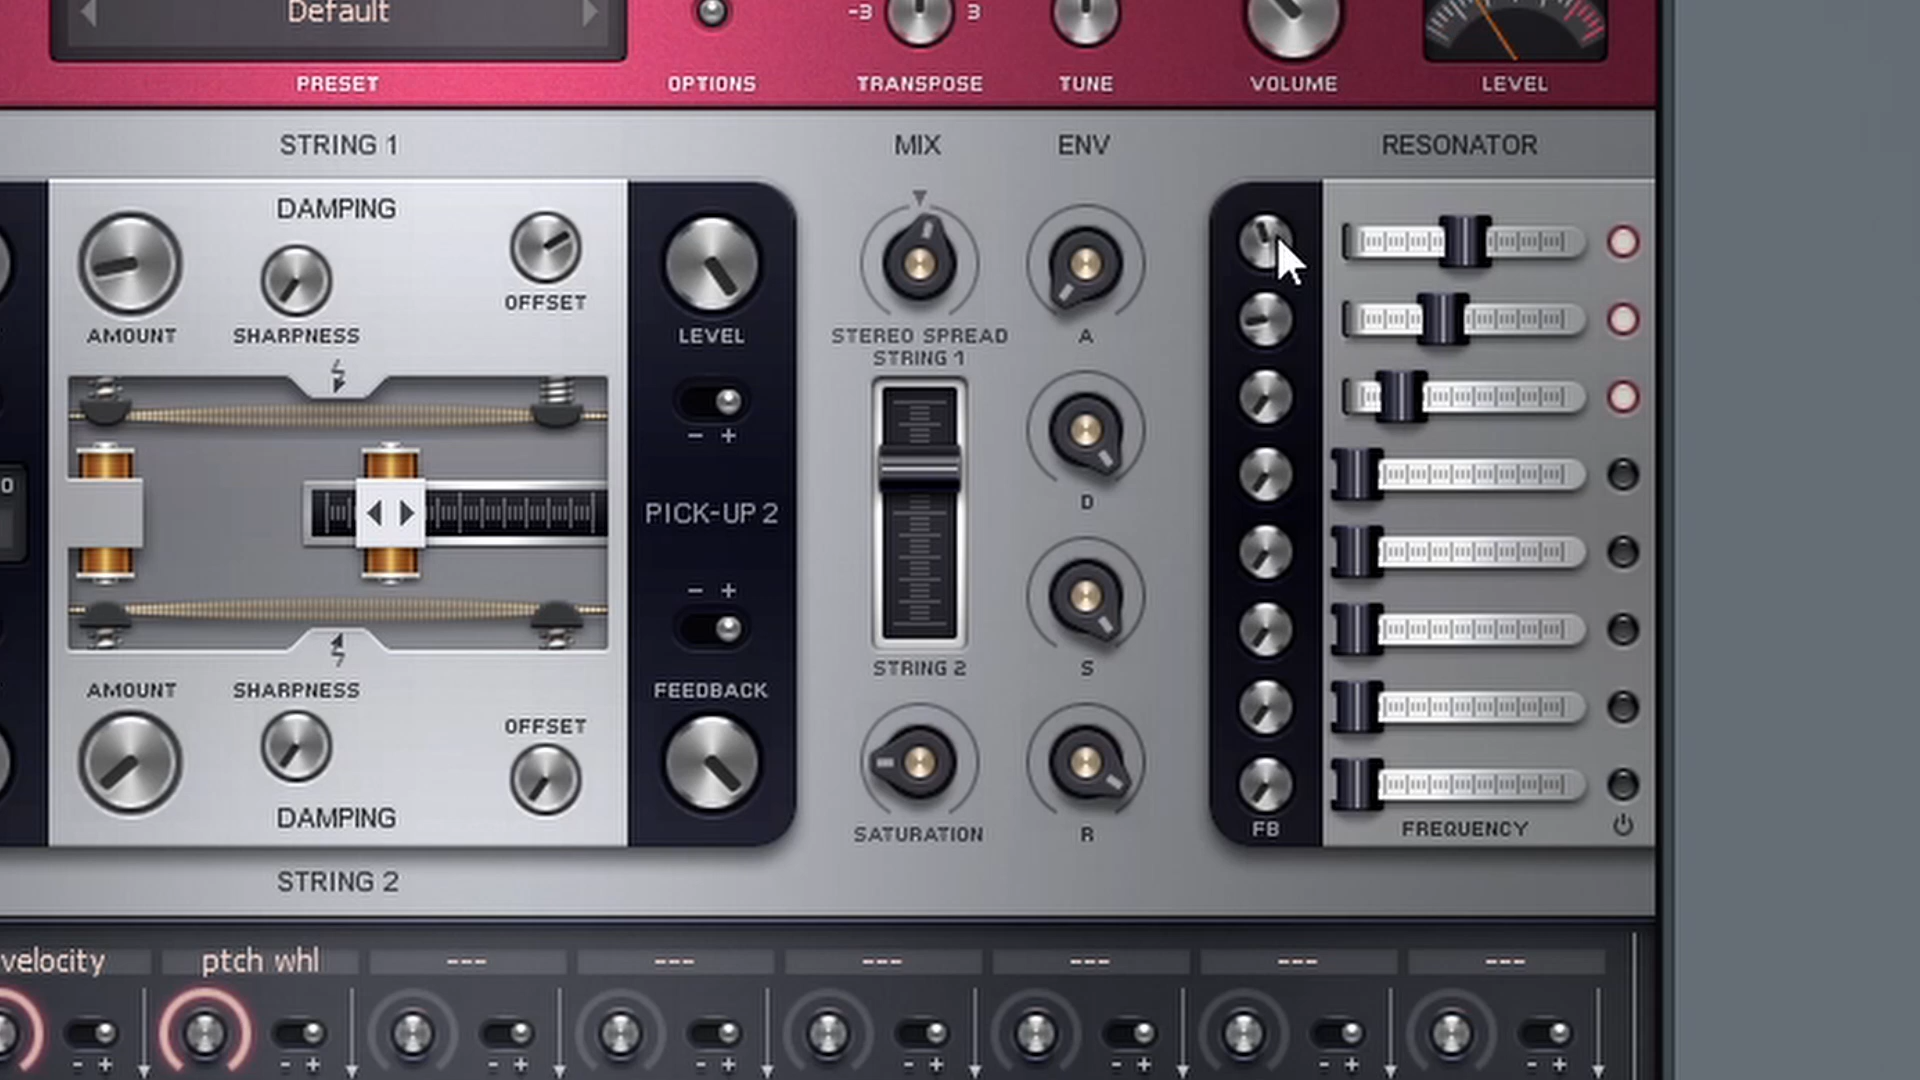 Default
-3 3
PRESET OPTIONS TRANSPOSE TUNE VOLUME LEVEL
STRING 1 MIX ENV RESONATOR
DAMPING
OFFSET
AMOUNT SHARPNESS LEVEL STEREO SPREAD A
STRING 1
- +
D
0
PICK-UP 2
- +
STRING 2 S
AMOUNT SHARPNESS FEEDBACK
OFFSET
DAMPING SATURATION R FB FREQUENCY
STRING 2
velocity ptch whl --- --- --- --- --- ---
- + - + - + - + - + - + - + - +